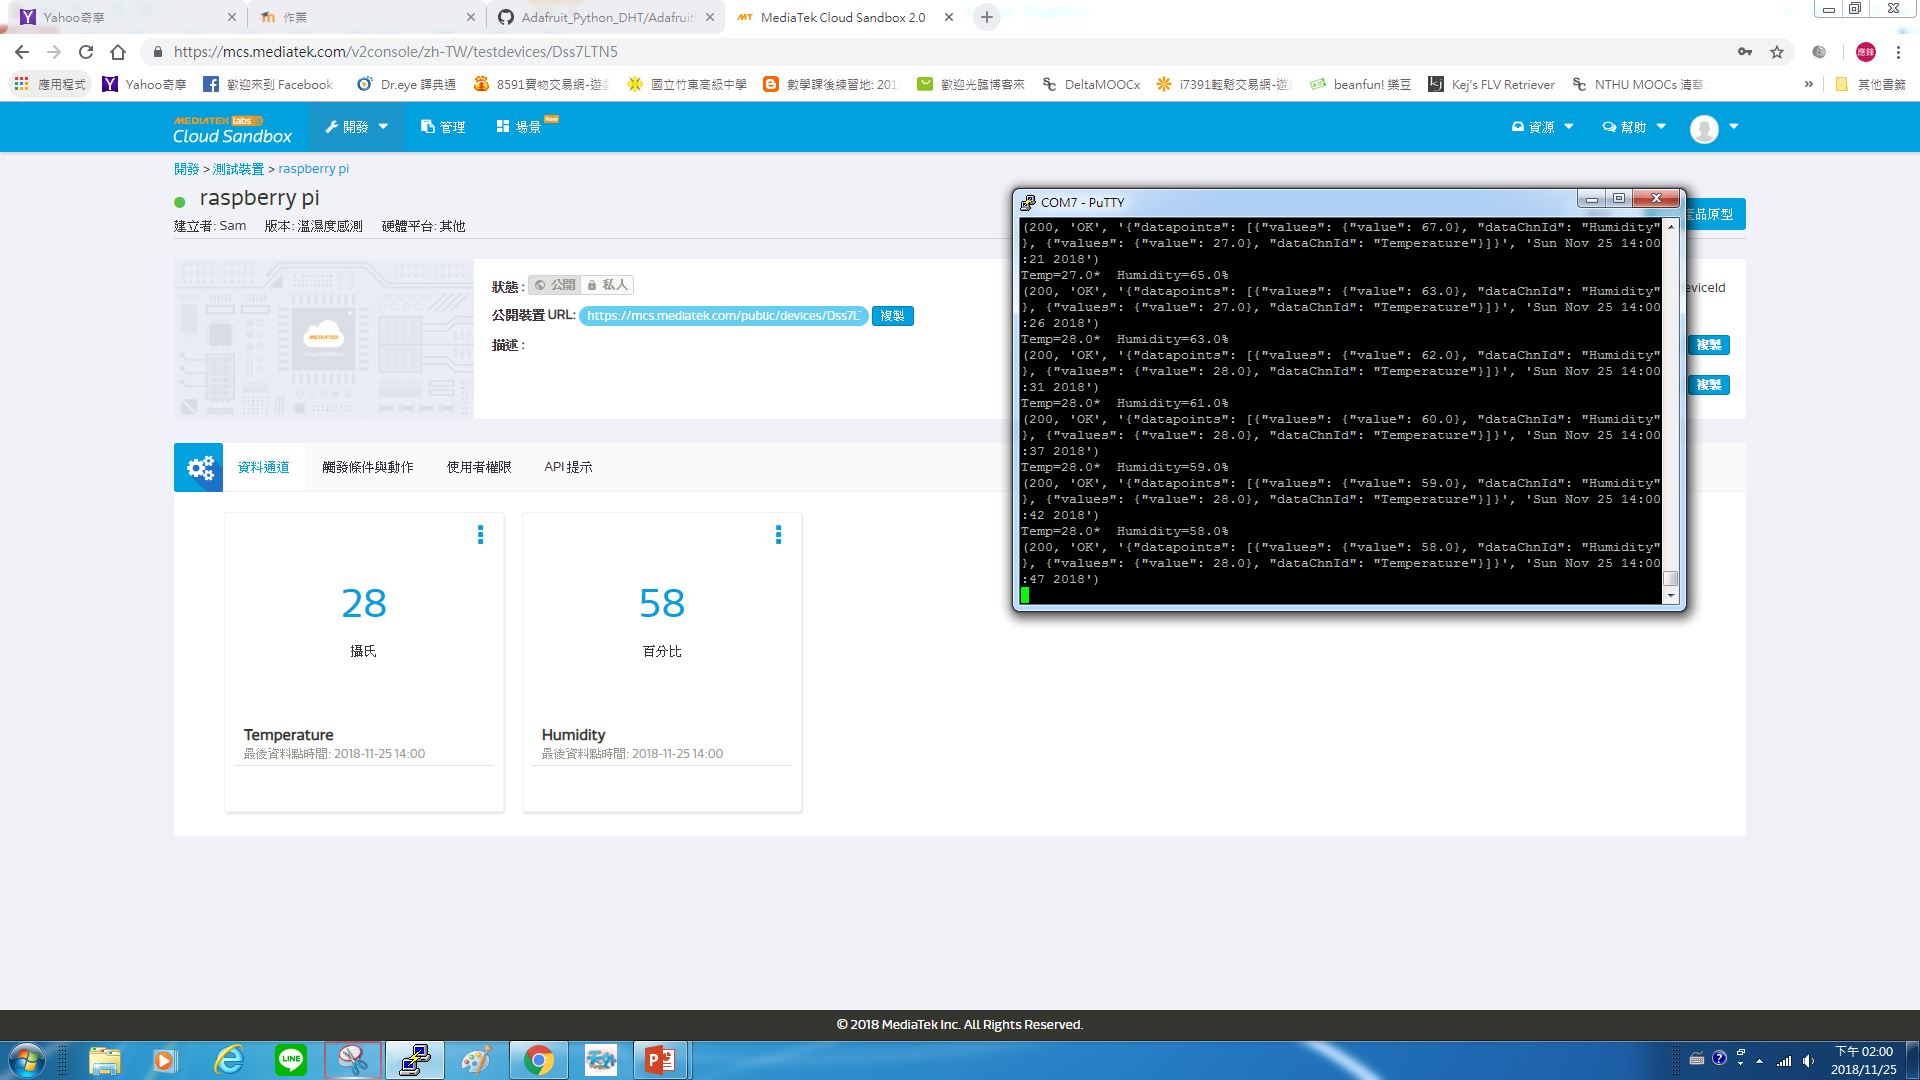 Yahoo奇摩
作業
Adafruit_Python_DHT/Adafruit
MediaTek Cloud Sandbox 2.0
https://mcs.mediatek.com/v2console/zh-TW/testdevices/Dss7LTN5
應用程式 Yahoo奇摩 歡迎來到 Facebook Dr.eye 譯典通 8591寶物交易網-遊 國立竹東高級中學 數學課後練習地: 201 歡迎光臨博客來 DeltaMOOCx i7391輕鬆交易網-遊 beanfun! 樂豆 Kej's FLV Retriever NTHU MOOCs 清華 » 其他書籤
MEDIATEK labs
Cloud Sandbox
開發 管理 場景 New 資源 幫助
開發 > 測試裝置 > raspberry pi
raspberry pi
建立者: Sam 版本: 溫濕度感測 硬體平台: 其他
產品原型
狀態 : 公開 私人
公開裝置 URL: https://mcs.mediatek.com/public/devices/Dss7L 複製
描述 :
MEDIATEK
Cloud Sandbox
eviceId
複製
複製
資料通道 觸發條件與動作 使用者權限 API 提示
28
攝氏
Temperature
最後資料點時間: 2018-11-25 14:00
58
百分比
Humidity
最後資料點時間: 2018-11-25 14:00
COM7 - PuTTY
(200, 'OK', '{"datapoints": [{"values": {"value": 67.0}, "dataChnId": "Humidity"
}, {"values": {"value": 27.0}, "dataChnId": "Temperature"}]}', 'Sun Nov 25 14:00
:21 2018')
Temp=27.0* Humidity=65.0%
(200, 'OK', '{"datapoints": [{"values": {"value": 63.0}, "dataChnId": "Humidity"
}, {"values": {"value": 27.0}, "dataChnId": "Temperature"}]}', 'Sun Nov 25 14:00
:26 2018')
Temp=28.0* Humidity=63.0%
(200, 'OK', '{"datapoints": [{"values": {"value": 62.0}, "dataChnId": "Humidity"
}, {"values": {"value": 28.0}, "dataChnId": "Temperature"}]}', 'Sun Nov 25 14:00
:31 2018')
Temp=28.0* Humidity=61.0%
(200, 'OK', '{"datapoints": [{"values": {"value": 60.0}, "dataChnId": "Humidity"
}, {"values": {"value": 28.0}, "dataChnId": "Temperature"}]}', 'Sun Nov 25 14:00
:37 2018')
Temp=28.0* Humidity=59.0%
(200, 'OK', '{"datapoints": [{"values": {"value": 59.0}, "dataChnId": "Humidity"
}, {"values": {"value": 28.0}, "dataChnId": "Temperature"}]}', 'Sun Nov 25 14:00
:42 2018')
Temp=28.0* Humidity=58.0%
(200, 'OK', '{"datapoints": [{"values": {"value": 58.0}, "dataChnId": "Humidity"
}, {"values": {"value": 28.0}, "dataChnId": "Temperature"}]}', 'Sun Nov 25 14:00
:47 2018')
© 2018 MediaTek Inc. All Rights Reserved.
LINE
下午 02:00
2018/11/25